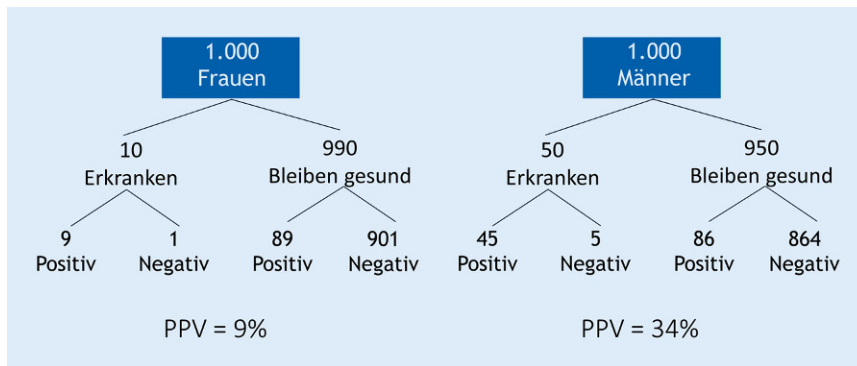 1.000
Frauen
10
Erkranken
990
Bleiben gesund
9
Positiv
1
Negativ
89
Positiv
901
Negativ
PPV = 9%
1.000
Männer
50
Erkranken
950
Bleiben gesund
45
Positiv
5
Negativ
86
Positiv
864
Negativ
PPV = 34%